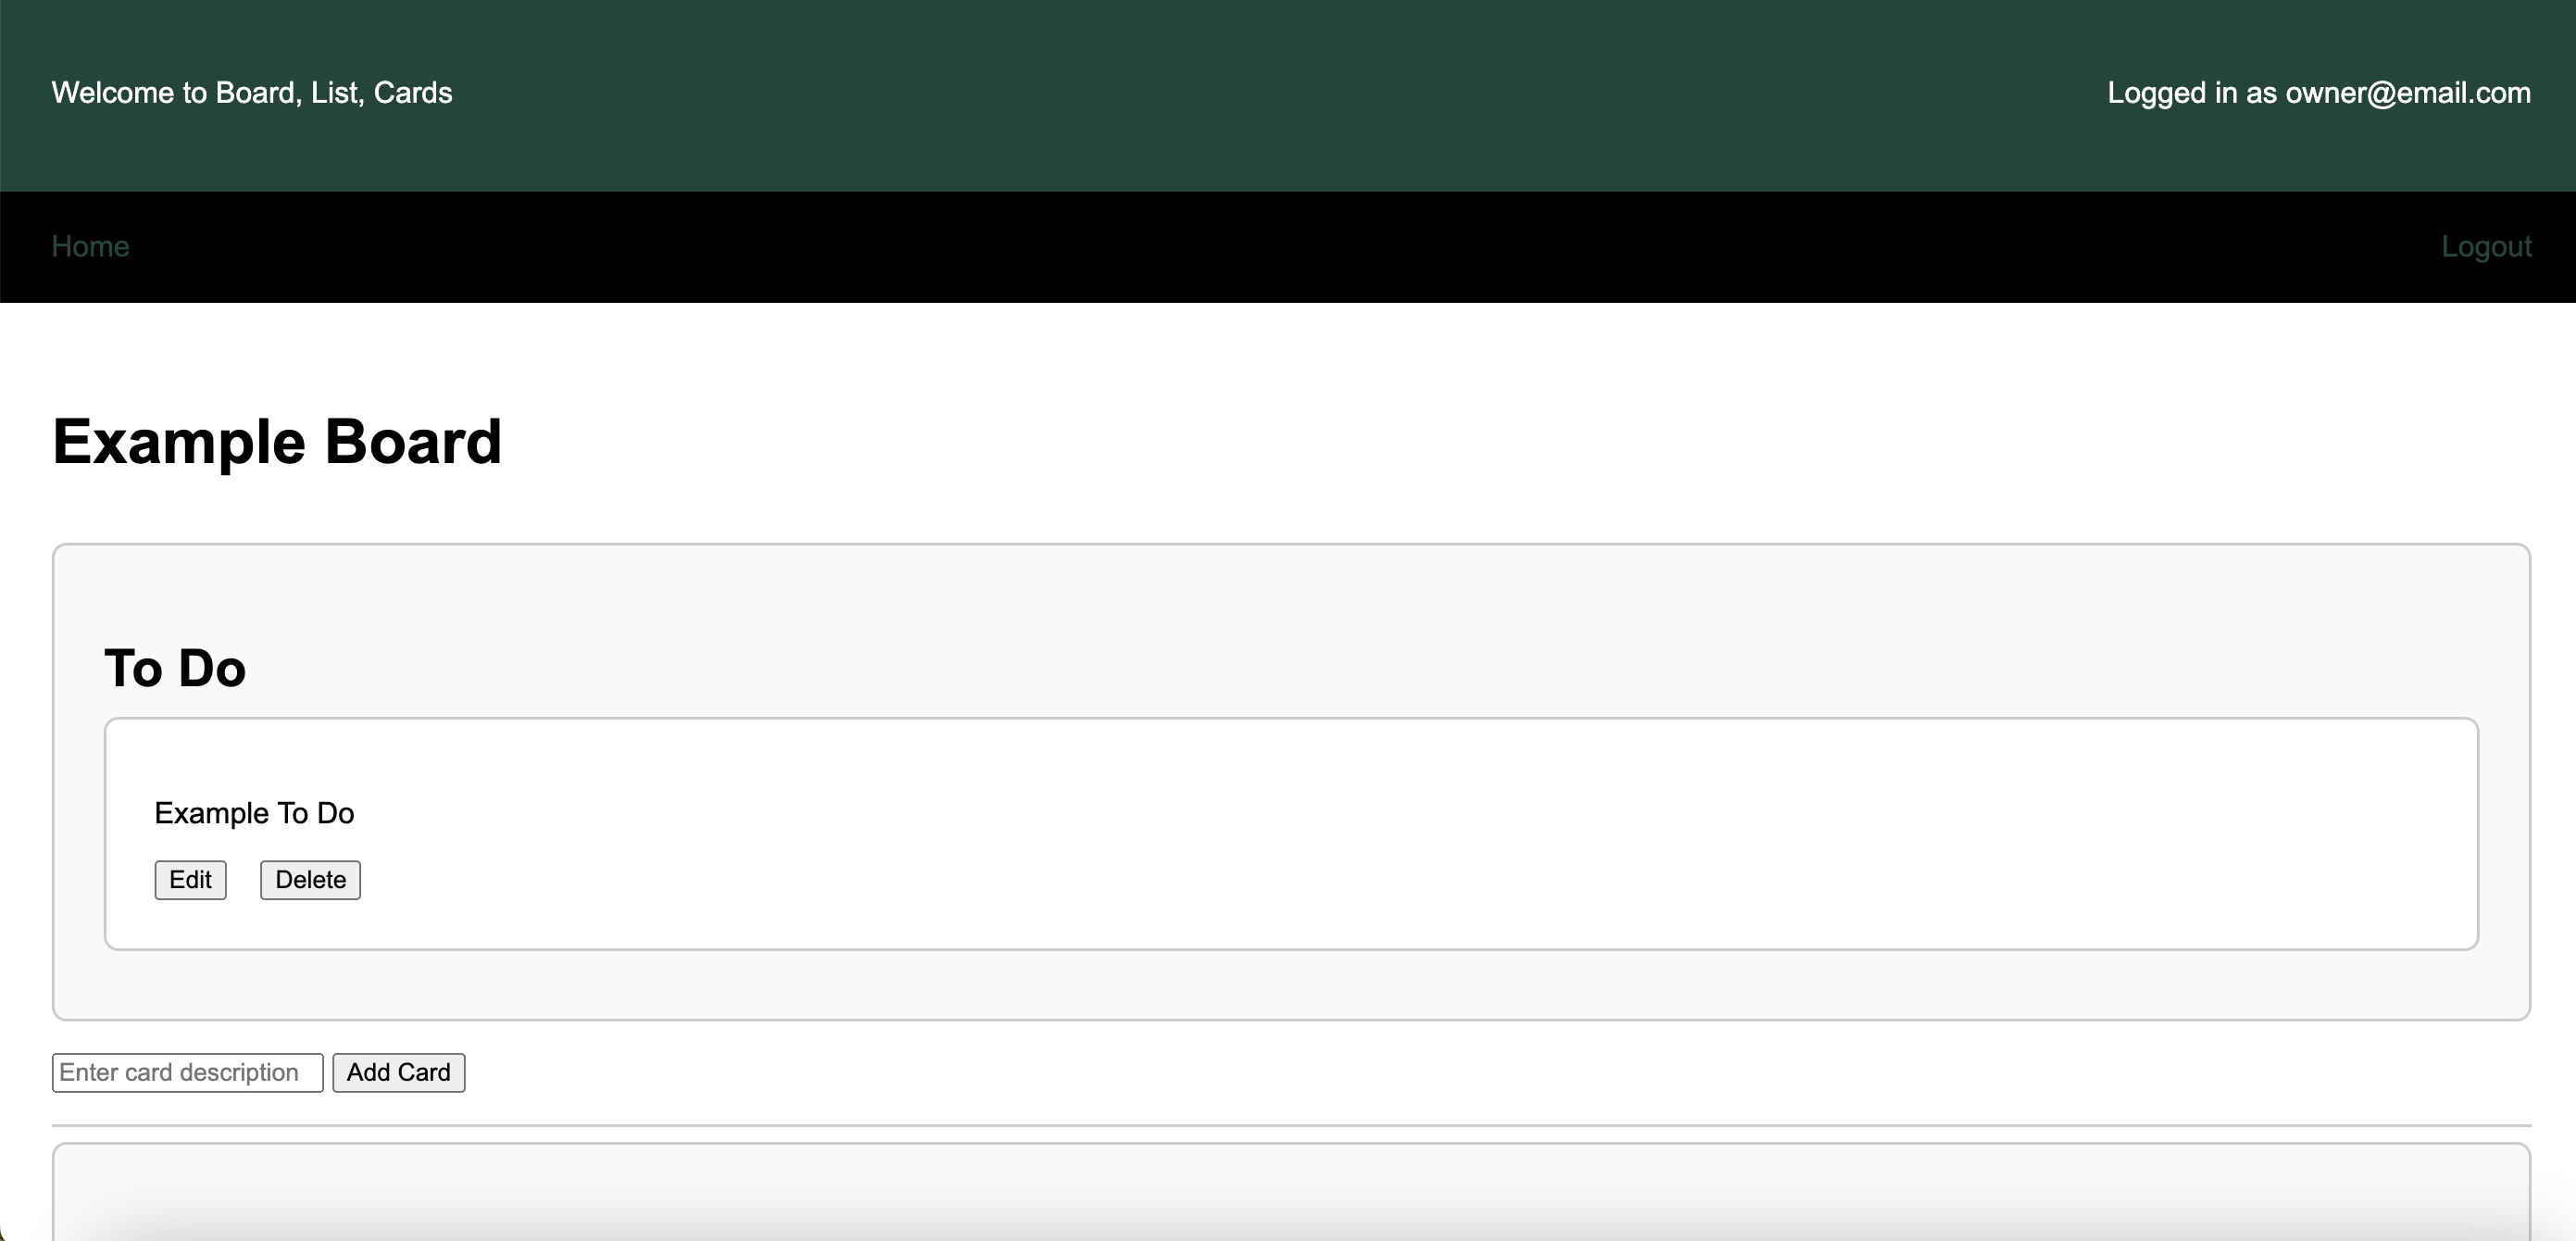 Welcome to Board, List, Cards
Logged in as owner@email.com
Home
Logout
Example Board
To Do
Example To Do
Edit
Delete
Enter card description
Add Card